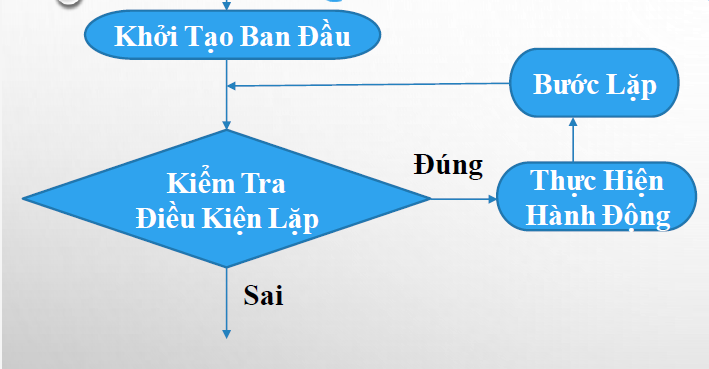 Khởi Tạo Ban Đầu
Bước Lặp
Đúng
Kiểm Tra
Điều Kiện Lặp
Thực Hiện
Hành Động
Sai